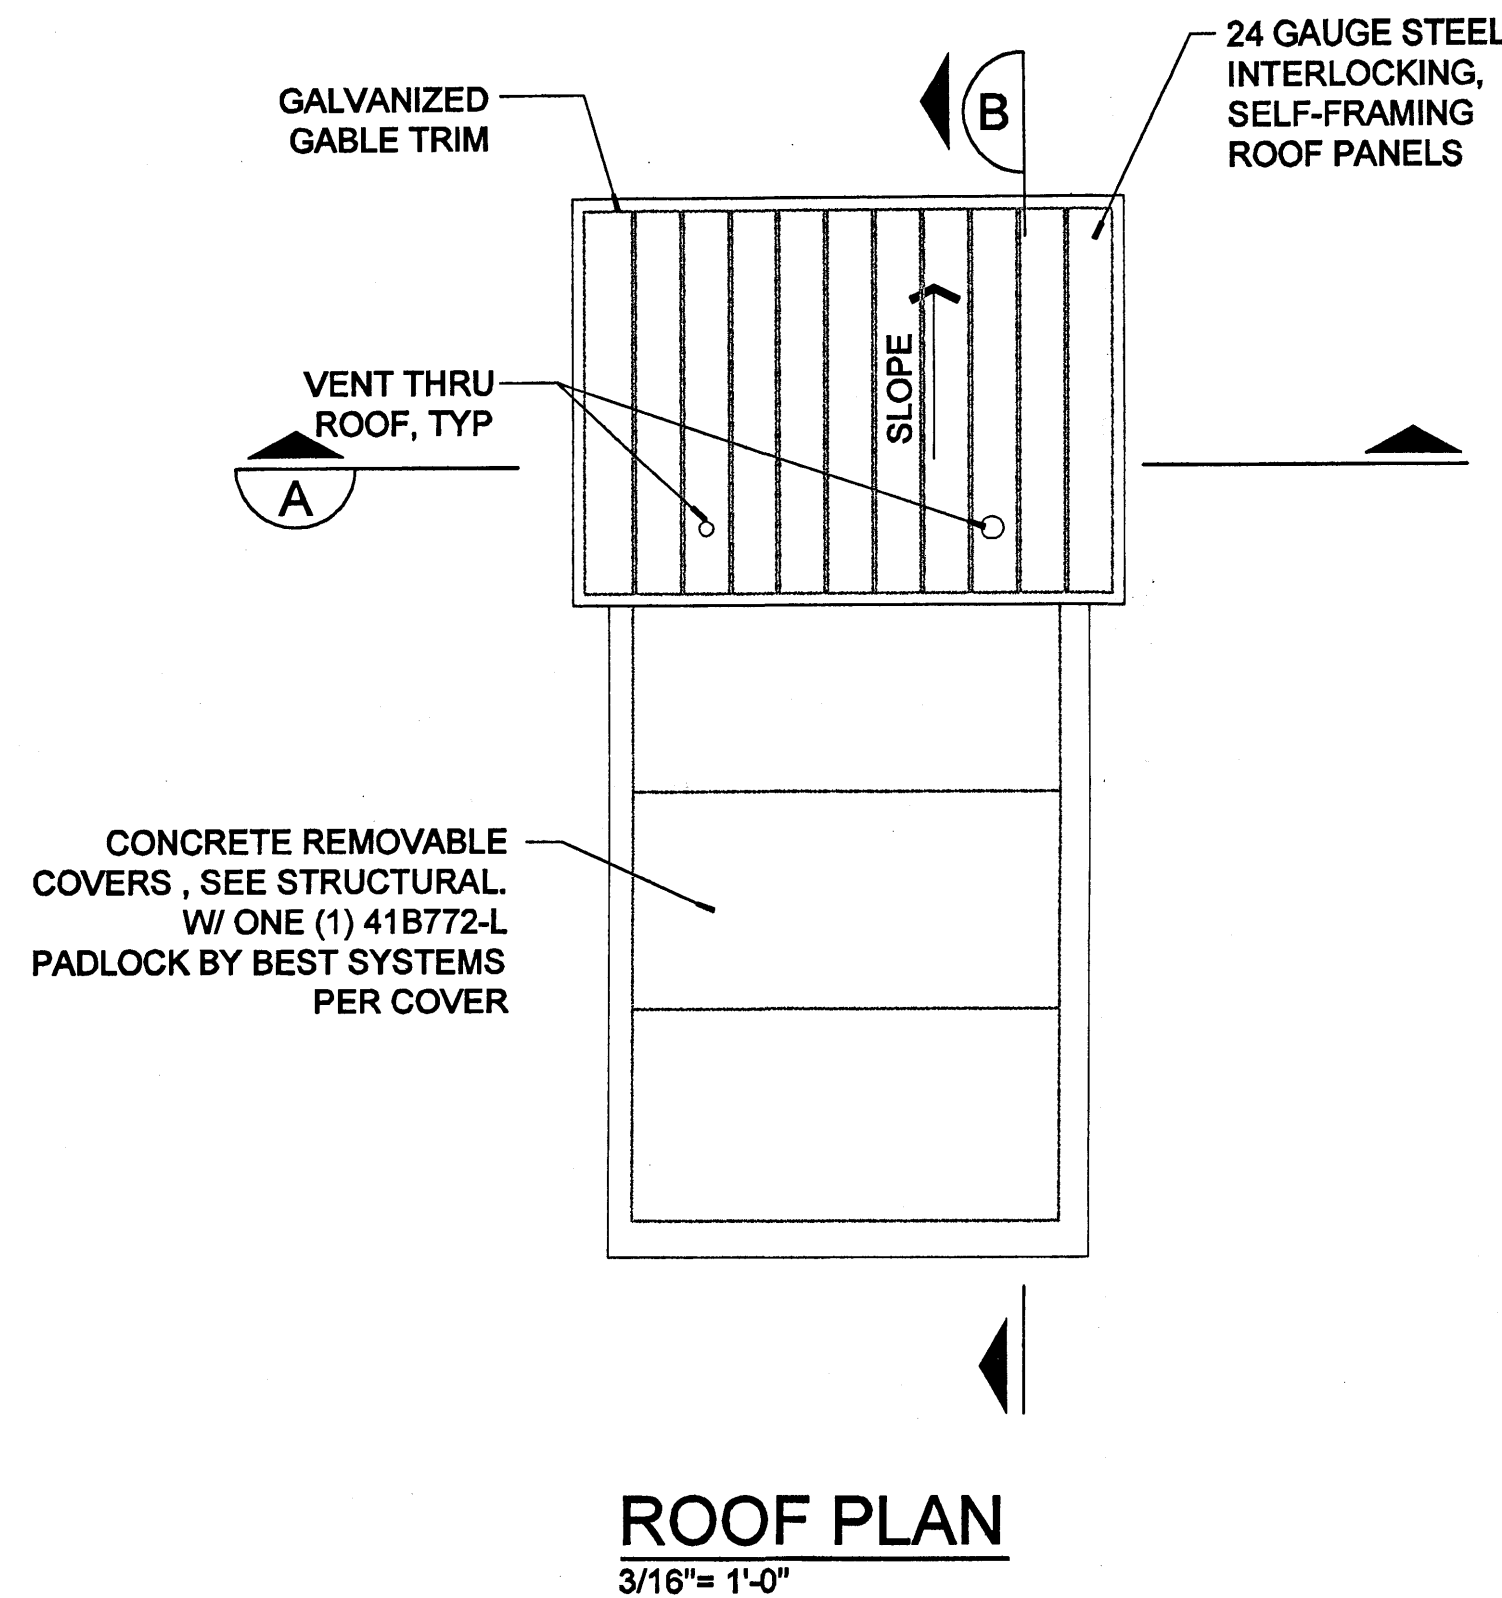 24 GAUGE STEEL
INTERLOCKING,
SELF-FRAMING
ROOF PANELS
B
GALVANIZED
GABLE TRIM
SLOPE
VENT THRU
ROOF, TYP
A
CONCRETE REMOVABLE
COVERS , SEE STRUCTURAL.
W/ ONE (1) 41B772-L
PADLOCK BY BEST SYSTEMS
PER COVER
ROOF PLAN
3/16"= 1'-0"